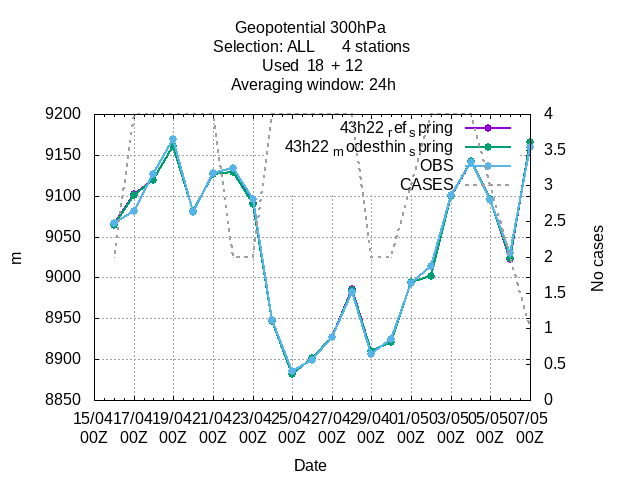 Geopotential 300hPa
Selection: ALL 4 stations
Used 18 + 12
Averaging window: 24h
43h22 refspring
43h22 modesthinspring
OBS
CASES
9200
9150
9100
9050
9000
8950
8900
8850
4
3.5
3
2.5
2
1.5
1
0.5
0
m
No cases
15/04 17/04 19/04 21/04 23/04 25/04 27/04 29/04 01/05 03/05 05/05 07/05
00Z 00Z 00Z 00Z 00Z 00Z 00Z 00Z 00Z 00Z 00Z 00Z
Date